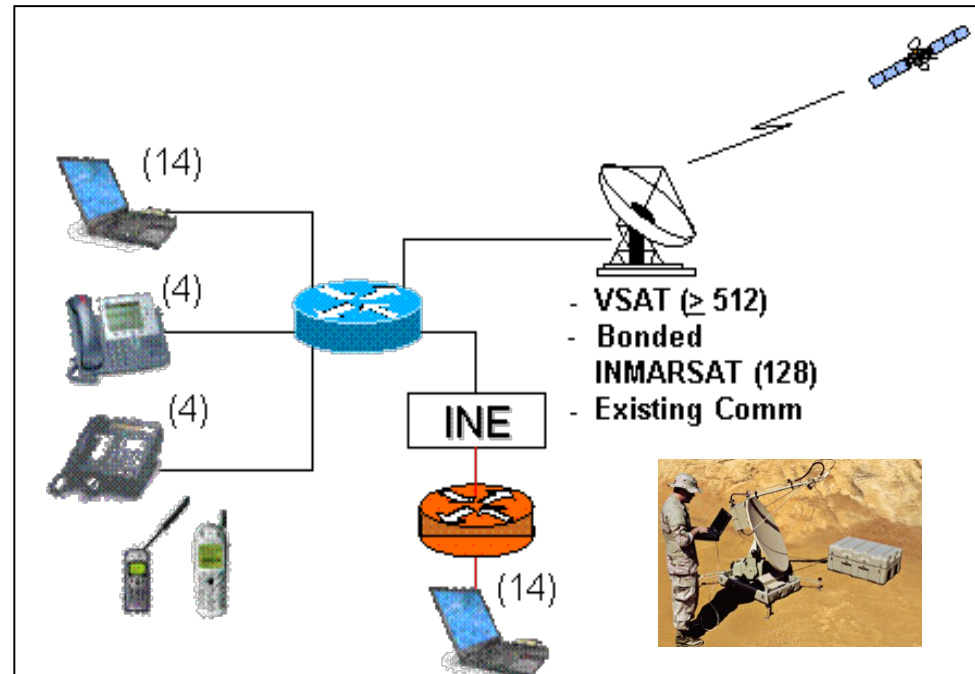 (14)
(4)
(4)
- VSAT (≥ 512)
- Bonded
INMARSAT (128)
- Existing Comm
INE
(14)